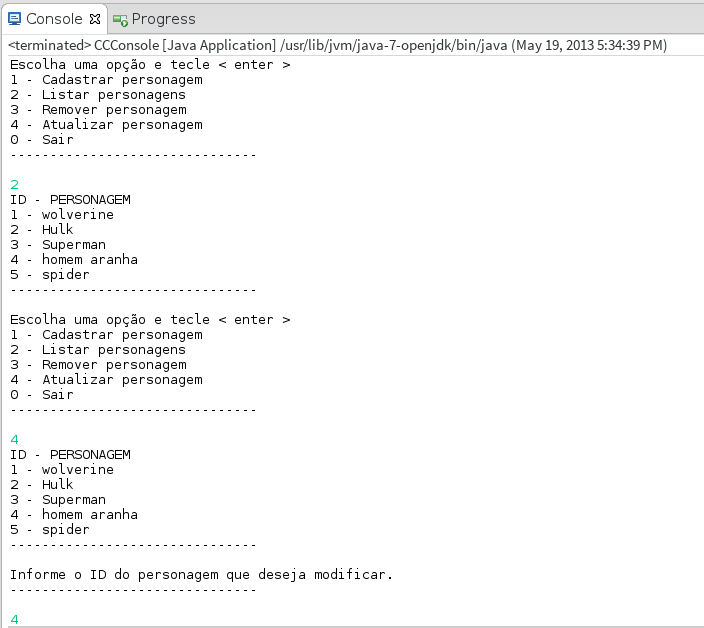 Console Progress
<terminated> CCConsole [Java Application] /usr/lib/jvm/java-7-openjdk/bin/java (May 19, 2013 5:34:39 PM)
Escolha uma opção e tecle < enter >
1 - Cadastrar personagem
2 - Listar personagens
3 - Remover personagem
4 - Atualizar personagem
0 - Sair
-------------------------------
2
ID - PERSONAGEM
1 - wolverine
2 - Hulk
3 - Superman
4 - homem aranha
5 - spider
-------------------------------
Escolha uma opção e tecle < enter >
1 - Cadastrar personagem
2 - Listar personagens
3 - Remover personagem
4 - Atualizar personagem
0 - Sair
-------------------------------
4
ID - PERSONAGEM
1 - wolverine
2 - Hulk
3 - Superman
4 - homem aranha
5 - spider
-------------------------------
Informe o ID do personagem que deseja modificar.
-------------------------------
4